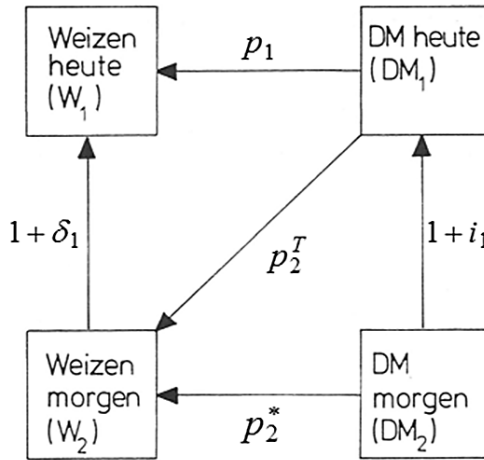 Weizen
heute
(W₁)
p₁
DM heute
(DM₁)
1 + δ₁
p₂ᵀ
1 + i₁
Weizen
morgen
(W₂)
p₂*
DM
morgen
(DM₂)